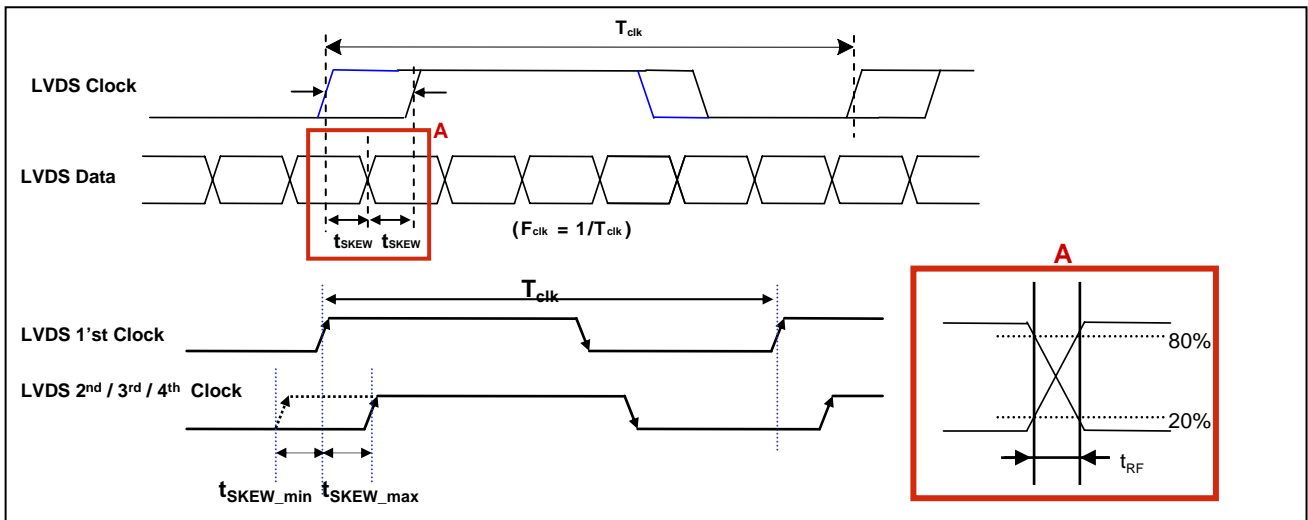 Tclk
LVDS Clock
A
LVDS Data
tSKEW tSKEW
(Fclk = 1/Tclk)
A
Tclk
LVDS 1'st Clock
80%
LVDS 2nd / 3rd / 4th Clock
20%
tRF
tSKEW_min tSKEW_max